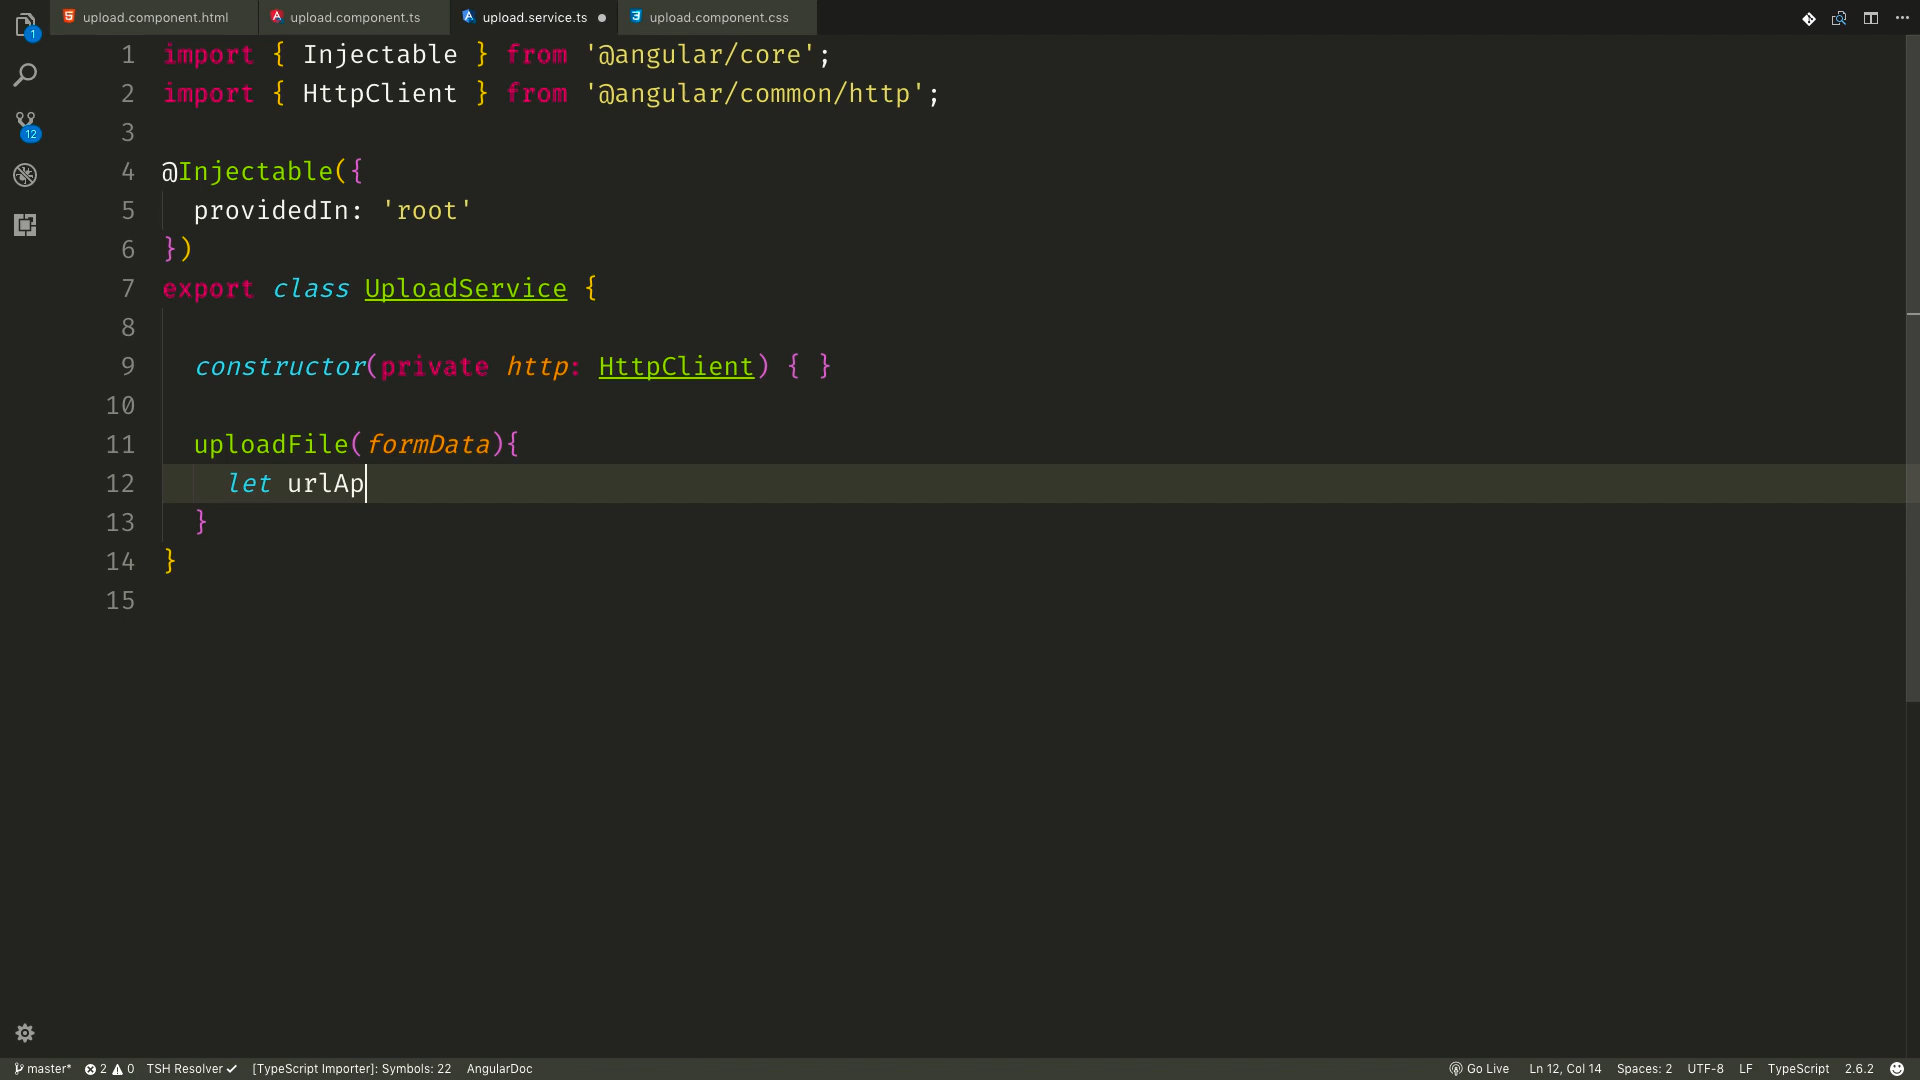 upload.component.html upload.component.ts upload.service.ts upload.component.css
1
12
1 import { Injectable } from '@angular/core';
2 import { HttpClient } from '@angular/common/http';
3
4 @Injectable({
5 providedIn: 'root'
6 })
7 export class UploadService {
8
9 constructor(private http: HttpClient) { }
10
11 uploadFile(formData){
12 let urlAp
13 }
14 }
15
master* 2 0 TSH Resolver ✓ [TypeScript Importer]: Symbols: 22 AngularDoc Go Live Ln 12, Col 14 Spaces: 2 UTF-8 LF TypeScript 2.6.2